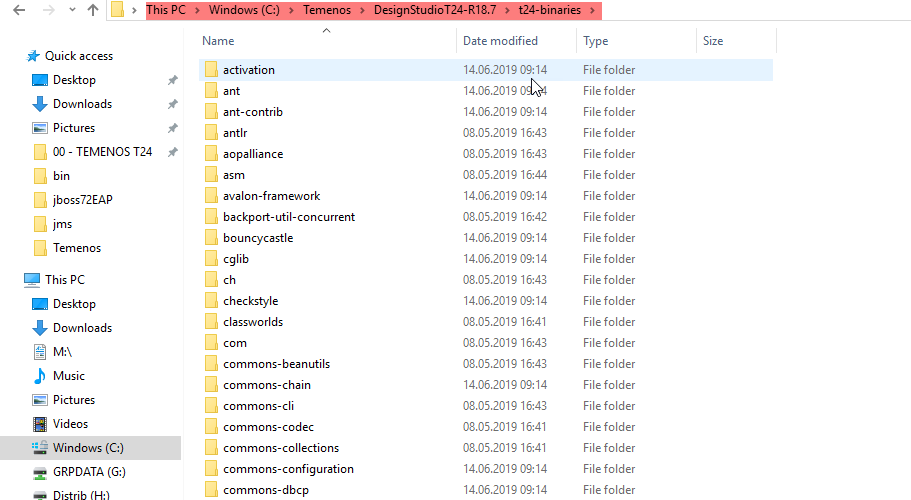 This PC > Windows (C:) > Temenos > DesignStudioT24-R18.7 > t24-binaries >
Name Date modified Type Size
Quick access
Desktop
Downloads
Pictures
00 - TEMENOS T24
bin
jboss72EAP
jms
Temenos
This PC
Desktop
Downloads
M:\
Music
Pictures
Videos
Windows (C:)
GRPDATA (G:)
Distrib (H:)
activation 14.06.2019 09:14 File folder
ant 14.06.2019 File folder
ant-contrib 14.06.2019 09:14 File folder
antlr 08.05.2019 16:43 File folder
aopalliance 08.05.2019 16:43 File folder
asm 08.05.2019 16:44 File folder
avalon-framework 14.06.2019 09:14 File folder
backport-util-concurrent 08.05.2019 16:42 File folder
bouncycastle 14.06.2019 09:14 File folder
cglib 14.06.2019 09:14 File folder
ch 08.05.2019 16:43 File folder
checkstyle 14.06.2019 09:14 File folder
classworlds 08.05.2019 16:41 File folder
com 08.05.2019 16:43 File folder
commons-beanutils 08.05.2019 16:43 File folder
commons-chain 14.06.2019 09:14 File folder
commons-cli 08.05.2019 16:43 File folder
commons-codec 08.05.2019 16:41 File folder
commons-collections 08.05.2019 16:41 File folder
commons-configuration 14.06.2019 09:14 File folder
commons-dbcp 08.05.2019 16:43 File folder